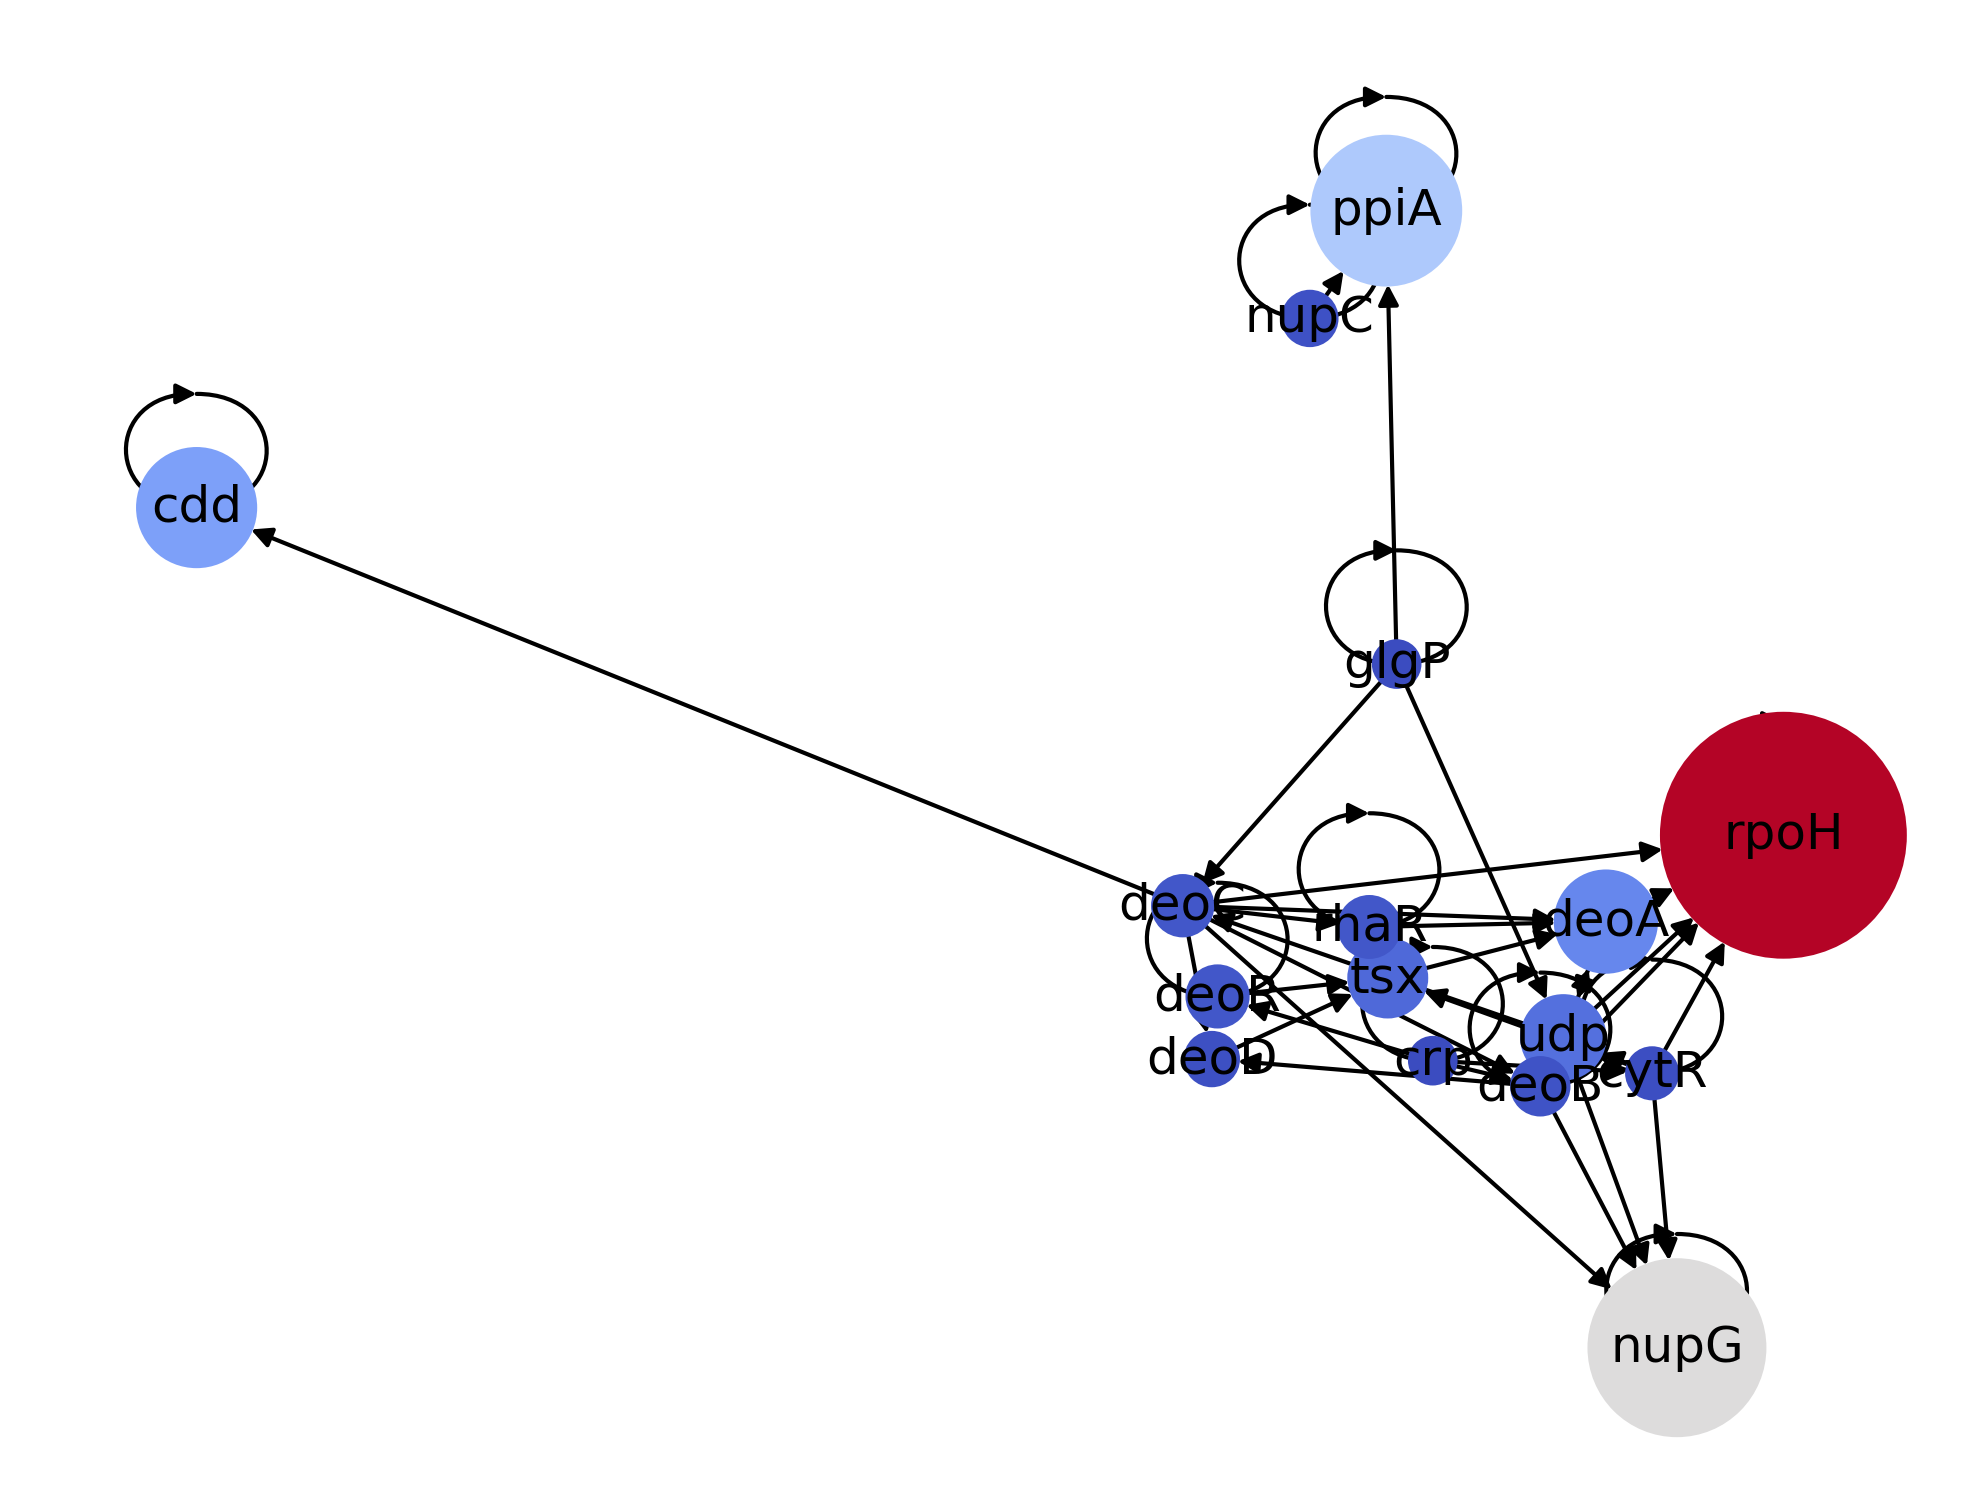 ppiA
nupC
cdd
glgP
rpoH
deoC
rhaR
deoA
tsx
deoR
udp
deoD
crp
deoB
cytR
nupG